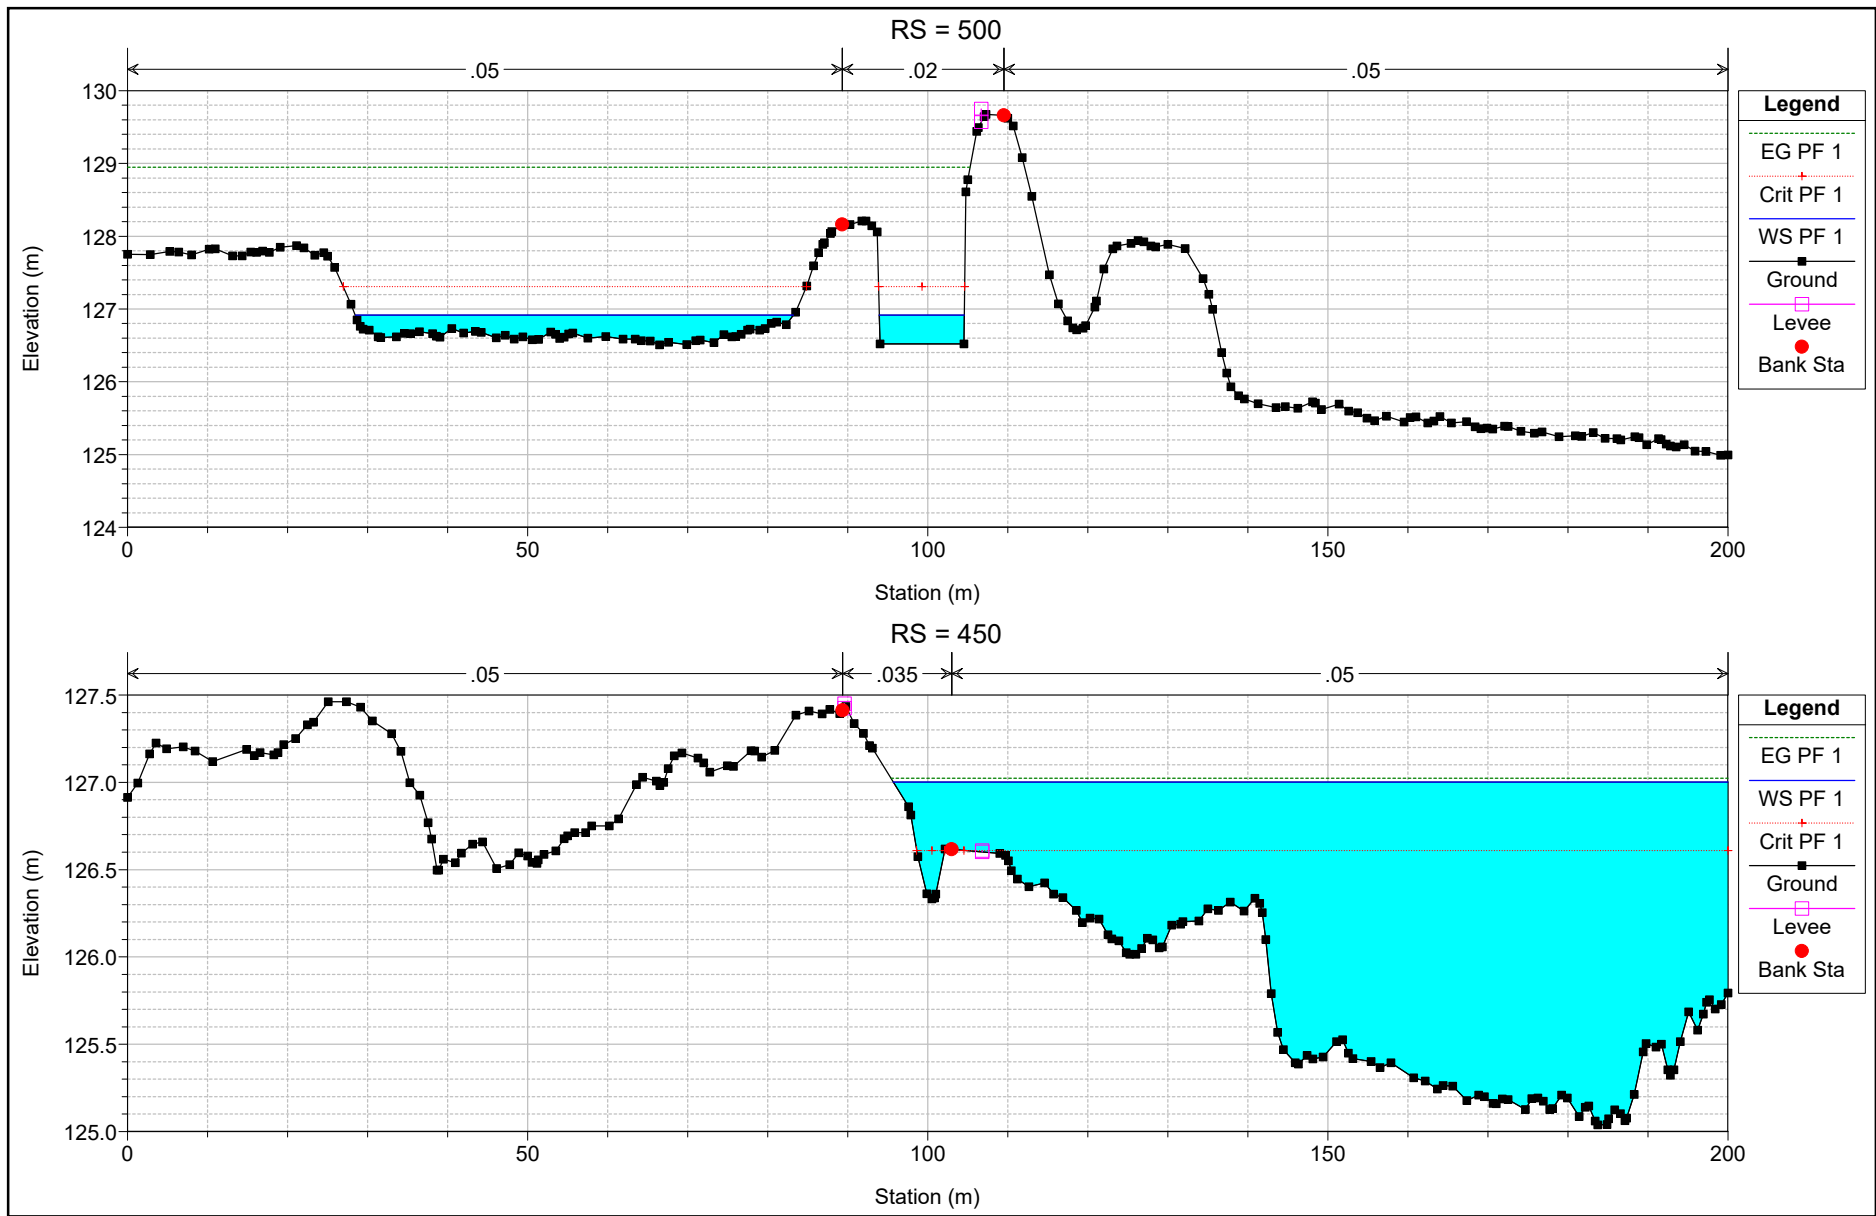 RS = 500
.05 .02 .05
130
129
128
127
126
125
124
Elevation (m)
0 50 100 150 200
Station (m)
Legend
EG PF 1
Crit PF 1
WS PF 1
Ground
Levee
Bank Sta
RS = 450
.05 .035 .05
127.5
127.0
126.5
126.0
125.5
125.0
Elevation (m)
0 50 100 150 200
Station (m)
Legend
EG PF 1
WS PF 1
Crit PF 1
Ground
Levee
Bank Sta